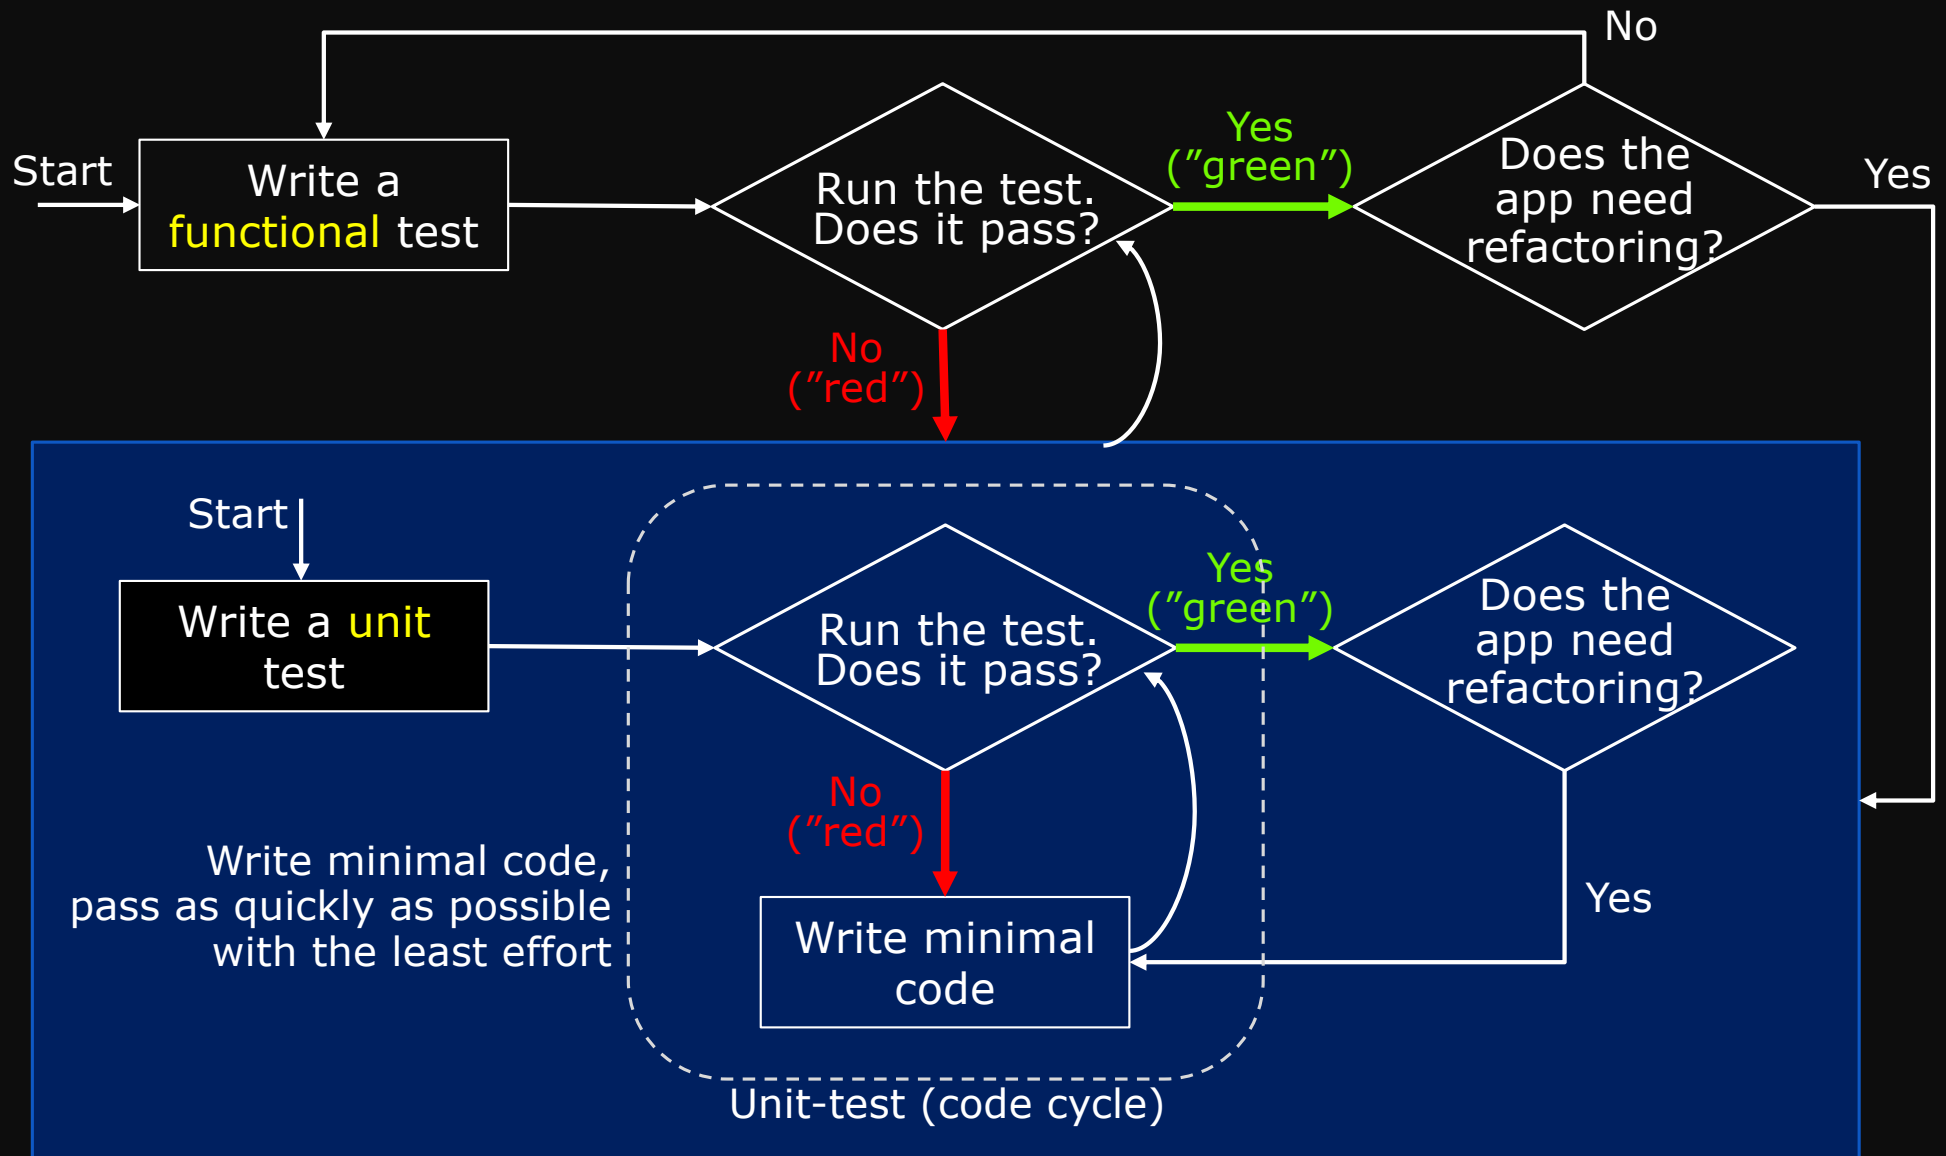 No
Start
Write a
functional test
Run the test.
Does it pass?
Yes
(”green”)
Does the
app need
refactoring?
Yes
No
(”red”)
Start
Write a unit
test
Run the test.
Does it pass?
Yes
(”green”)
Does the
app need
refactoring?
No
(”red”)
Write minimal code,
pass as quickly as possible
with the least effort
Yes
Write minimal
code
Unit-test (code cycle)